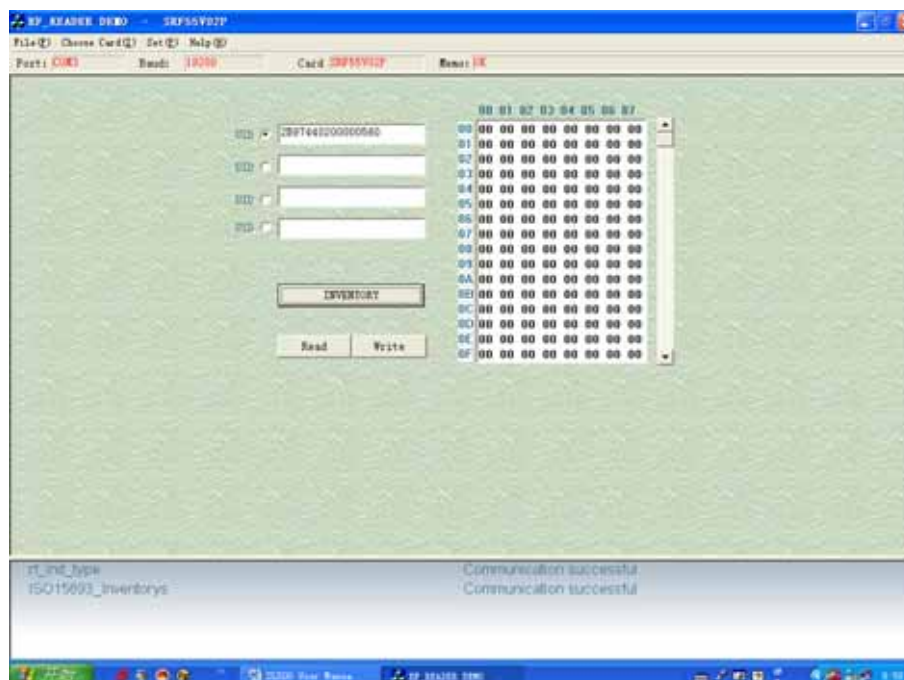 RF_READER DEMO - SRF55V02P
File(F) Choose Card(Q) Set(E) Help(H)
Port: COM3 Baud: 19200 Card SRF55V02P Memo: OK
00 01 02 03 04 05 06 07
UID
UID
UID
UID
00 00 00 00 00 00 00 00 00
01 00 00 00 00 00 00 00 00
02 00 00 00 00 00 00 00 00
03 00 00 00 00 00 00 00 00
04 00 00 00 00 00 00 00 00
05 00 00 00 00 00 00 00 00
06 00 00 00 00 00 00 00 00
07 00 00 00 00 00 00 00 00
08 00 00 00 00 00 00 00 00
09 00 00 00 00 00 00 00 00
0A 00 00 00 00 00 00 00 00
0B 00 00 00 00 00 00 00 00
0C 00 00 00 00 00 00 00 00
0D 00 00 00 00 00 00 00 00
0E 00 00 00 00 00 00 00 00
0F 00 00 00 00 00 00 00 00
INVENTORY
Read Write
rf_init_type Communication successful
ISO15693_Inventorys Communication successful
开始 User RF READER DEMO